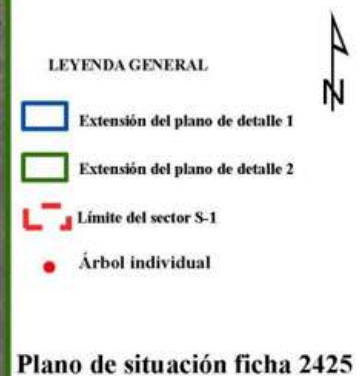 N
LEYENDA GENERAL
Extensión del plano de detalle 1
Extensión del plano de detalle 2
Límite del sector S-1
Árbol individual
Plano de situación ficha 2425